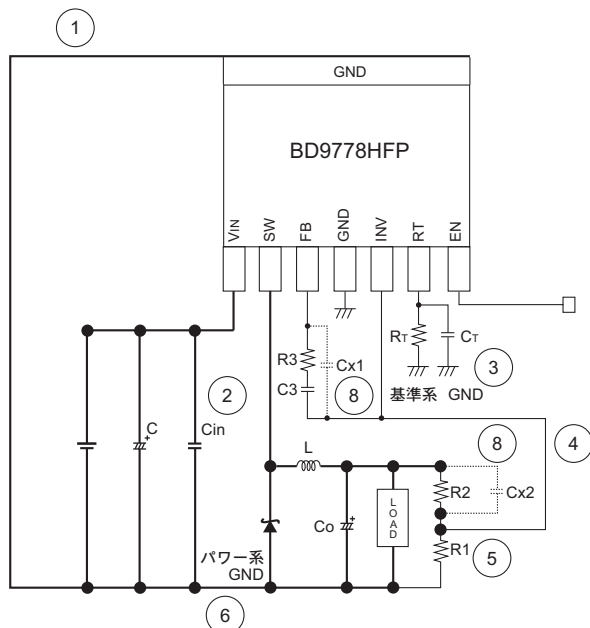 1
GND
BD9778HFP
VIN
SW
FB
GND
INV
RT
EN
R3
Cx1
C3
RT
CT
3
基準系 GND
C
+
2
Cin
8
8
4
L
R2
Cx2
Co
+
LOAD
R1
5
パワー系
GND
6